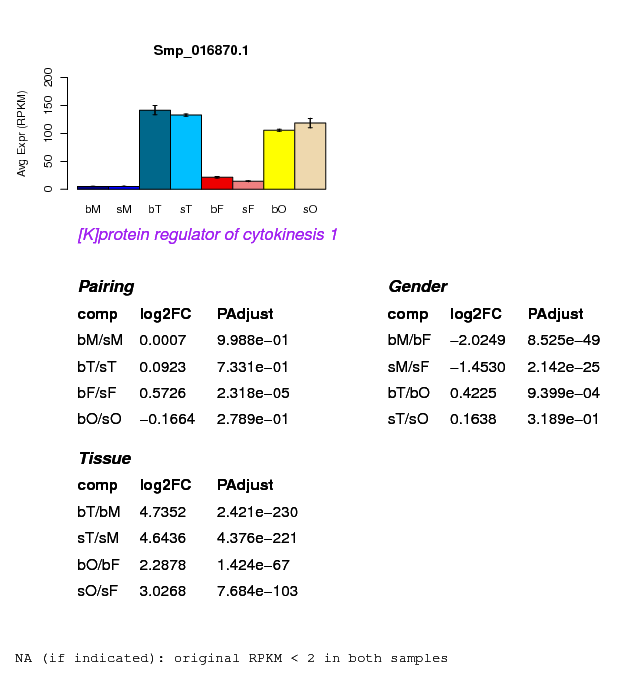 Smp_016870.1
Avg Expr (RPKM)
200
150
100
50
0
bM sM bT sT bF sF bO sO
[K]protein regulator of cytokinesis 1
Pairing
comp log2FC PAdjust
bM/sM 0.0007 9.988e−01
bT/sT 0.0923 7.331e−01
bF/sF 0.5726 2.318e−05
bO/sO −0.1664 2.789e−01
Gender
comp log2FC PAdjust
bM/bF −2.0249 8.525e−49
sM/sF −1.4530 2.142e−25
bT/bO 0.4225 9.399e−04
sT/sO 0.1638 3.189e−01
Tissue
comp log2FC PAdjust
bT/bM 4.7352 2.421e−230
sT/sM 4.6436 4.376e−221
bO/bF 2.2878 1.424e−67
sO/sF 3.0268 7.684e−103
NA (if indicated): original RPKM < 2 in both samples